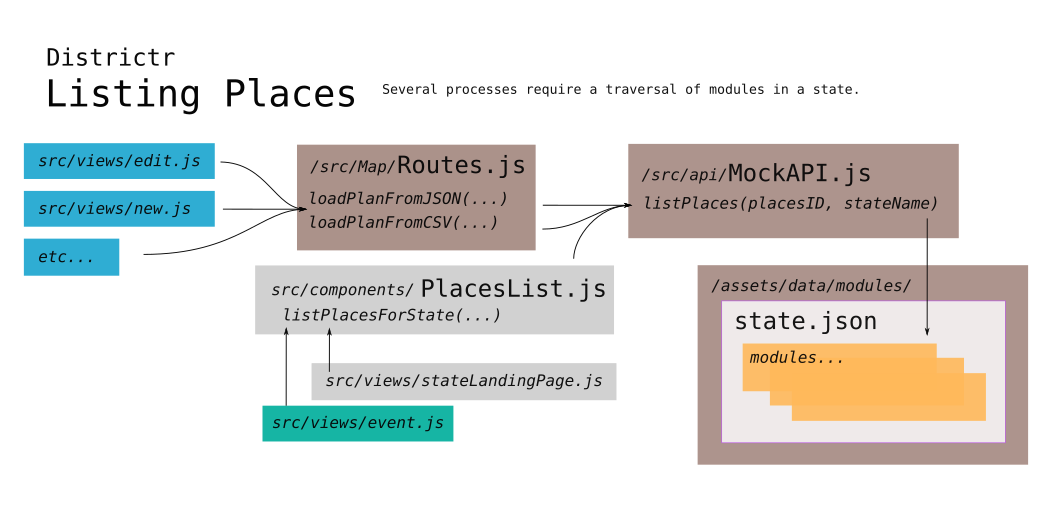 Districtr
Listing Places
Several processes require a traversal of modules in a state.
src/views/edit.js
src/views/new.js
etc...
/src/Map/Routes.js
loadPlanFromJSON(...)
loadPlanFromCSV(...)
/src/api/MockAPI.js
listPlaces(placesID, stateName)
src/components/ PlacesList.js
listPlacesForState(...)
src/views/stateLandingPage.js
src/views/event.js
/assets/data/modules/
state.json
modules...